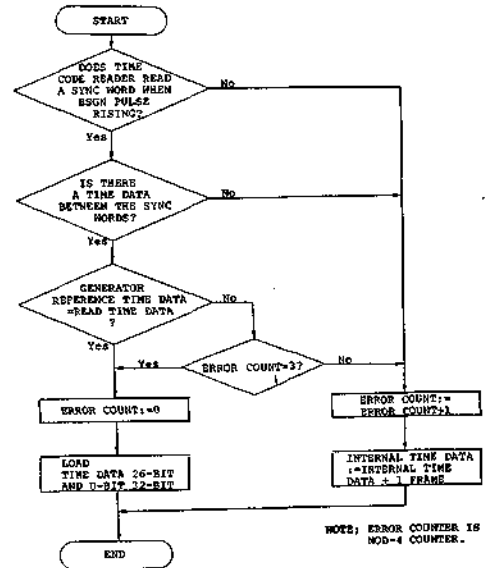 START
DOES TIME
CODE READER READ
A SYNC WORD WHEN
BSGN PULSE
RISING?
No
Yes
IS THERE
A TIME DATA
BETWEEN THE SYNC
WORDS?
No
Yes
GENERATOR
REFERENCE TIME DATA
=READ TIME DATA
?
No
Yes
ERROR COUNT=3?
Yes
No
ERROR COUNT:=0
ERROR COUNT:=
ERROR COUNT+1
LOAD
TIME DATA 26-BIT
AND U-BIT 32-BIT
INTERNAL TIME DATA
:=INTERNAL TIME
DATA + 1 FRAME
NOTE; ERROR COUNTER IS
MOD-4 COUNTER.
END